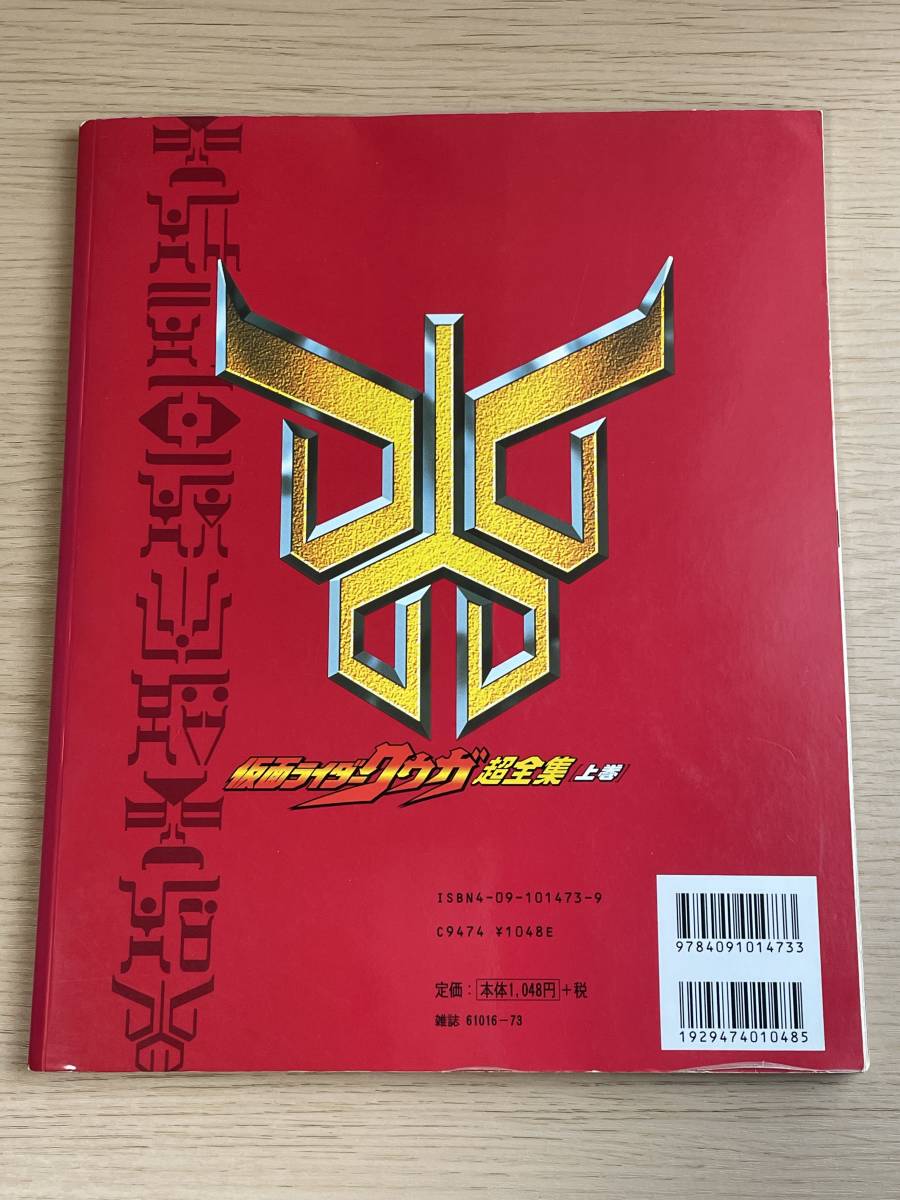 仮面ライダークウガ超全集上巻
ISBN4-09-101473-9
C9474 ¥1048E
定価:本体1,048円+税
雑誌 61016-73
9784091014733
1929474010485